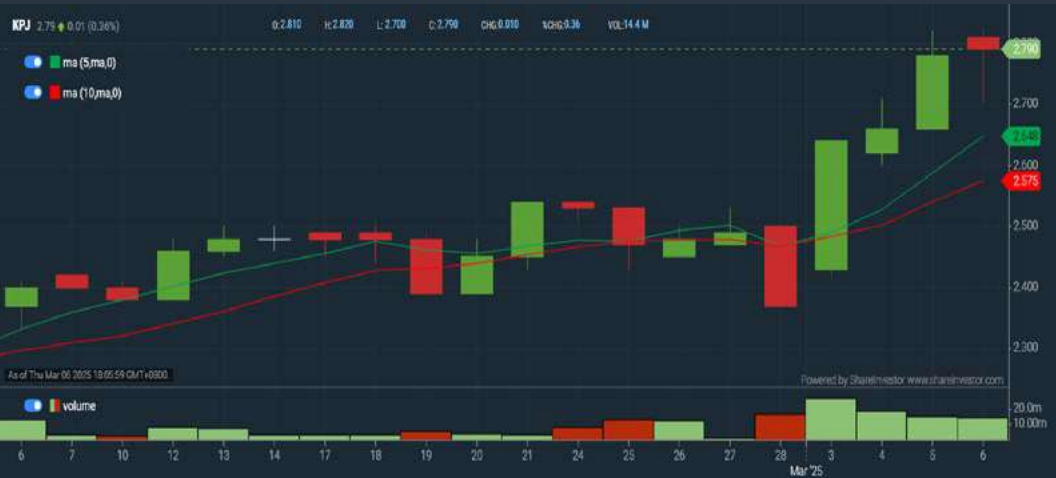 KPJ 2.79 0.01 (0.36%) O:2.810 H:2.820 L:2.700 C:2.790 CHG:0.010 %CHG:0.36 VOL:14.4 M
ma (5,ma,0)
ma (10,ma,0)
2.790
2.700
2.648
2.600
2.575
2.500
2.400
2.300
As of Thu Mar 06 2025 18:05:59 GMT+0800
Powered by ShareInvestor www.shareinvestor.com
volume
20.0m
10.00m
6 7 10 12 13 14 17 18 19 20 21 24 25 26 27 28 3 4 5 6
Mar '25